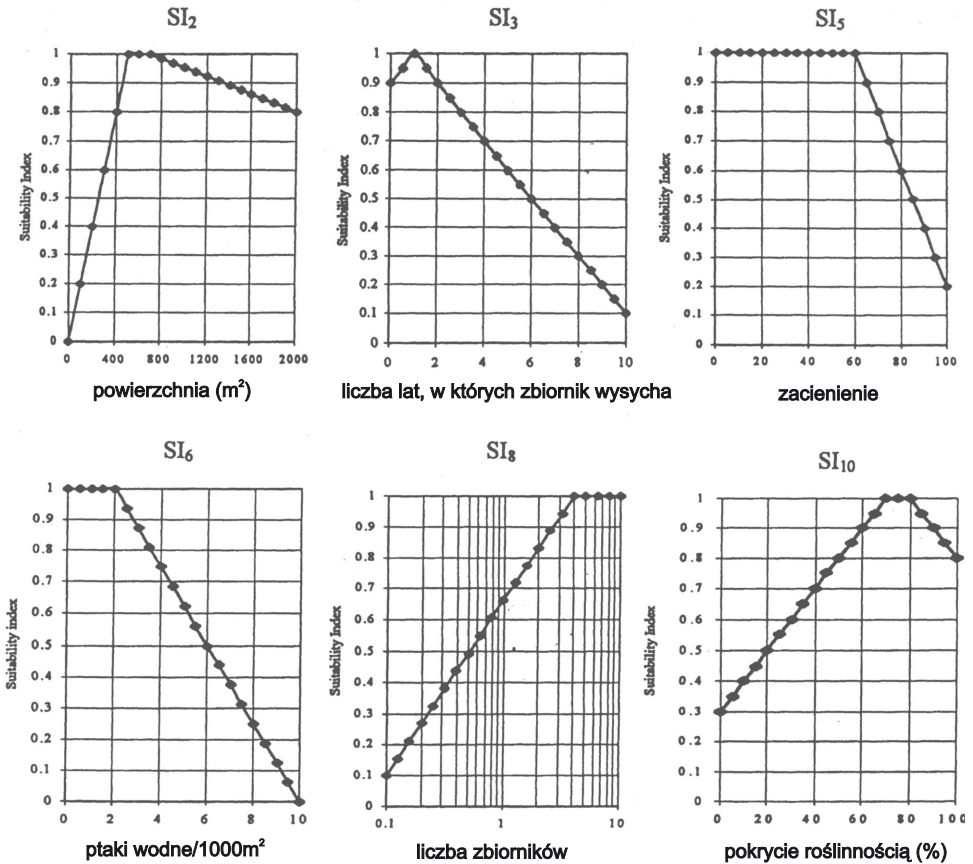 SI₂
1
0.9
0.8
0.7
0.6
0.5
0.4
0.3
0.2
0.1
0
Suitability Index
0 400 800 1200 1600 2000
powierzchnia (m²)
SI₃
1
0.9
0.8
0.7
0.6
0.5
0.4
0.3
0.2
0.1
0
Suitability Index
0 2 4 6 8 10
liczba lat, w których zbiornik wysycha
SI₅
1
0.9
0.8
0.7
0.6
0.5
0.4
0.3
0.2
0.1
0
Suitability Index
0 20 40 60 80 100
zacienienie
SI₆
1
0.9
0.8
0.7
0.6
0.5
0.4
0.3
0.2
0.1
0
Suitability index
0 2 4 6 8 10
ptaki wodne/1000m²
SI₈
1
0.9
0.8
0.7
0.6
0.5
0.4
0.3
0.2
0.1
0
Suitability Index
0.1 1 10
liczba zbiorników
SI₁₀
1
0.9
0.8
0.7
0.6
0.5
0.4
0.3
0.2
0.1
0
Suitability Index
0 20 40 60 80 100
pokrycie roślinnością (%)